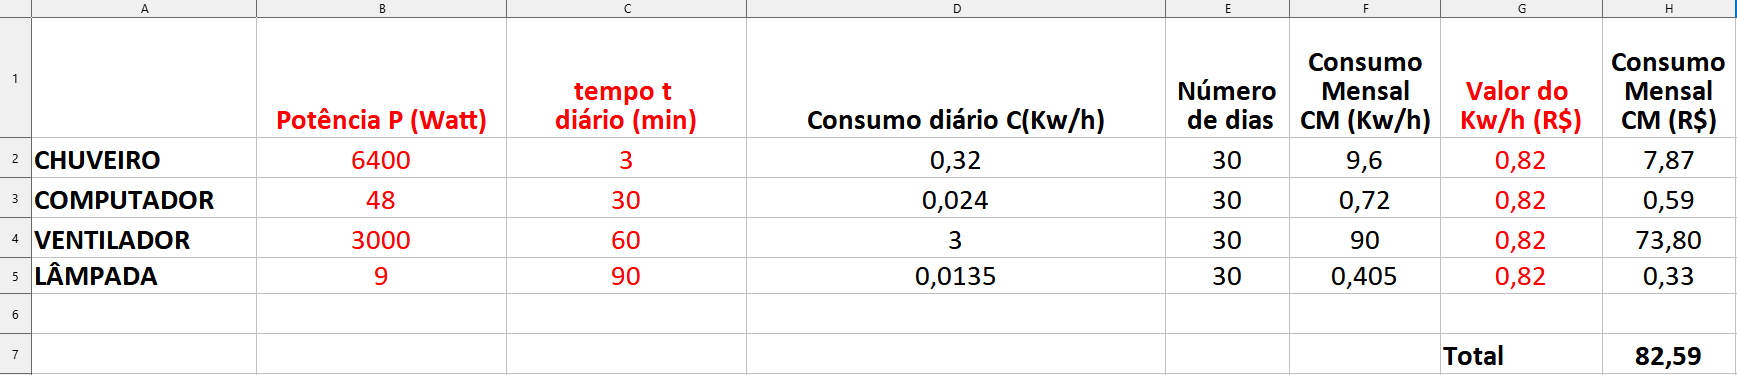 A B C D E F G H
1 Potência P (Watt) tempo t diário (min) Consumo diário C(Kw/h) Número de dias Consumo Mensal CM (Kw/h) Valor do Kw/h (R$) Consumo Mensal CM (R$)
2 CHUVEIRO 6400 3 0,32 30 9,6 0,82 7,87
3 COMPUTADOR 48 30 0,024 30 0,72 0,82 0,59
4 VENTILADOR 3000 60 3 30 90 0,82 73,80
5 LÂMPADA 9 90 0,0135 30 0,405 0,82 0,33
6
7 Total 82,59